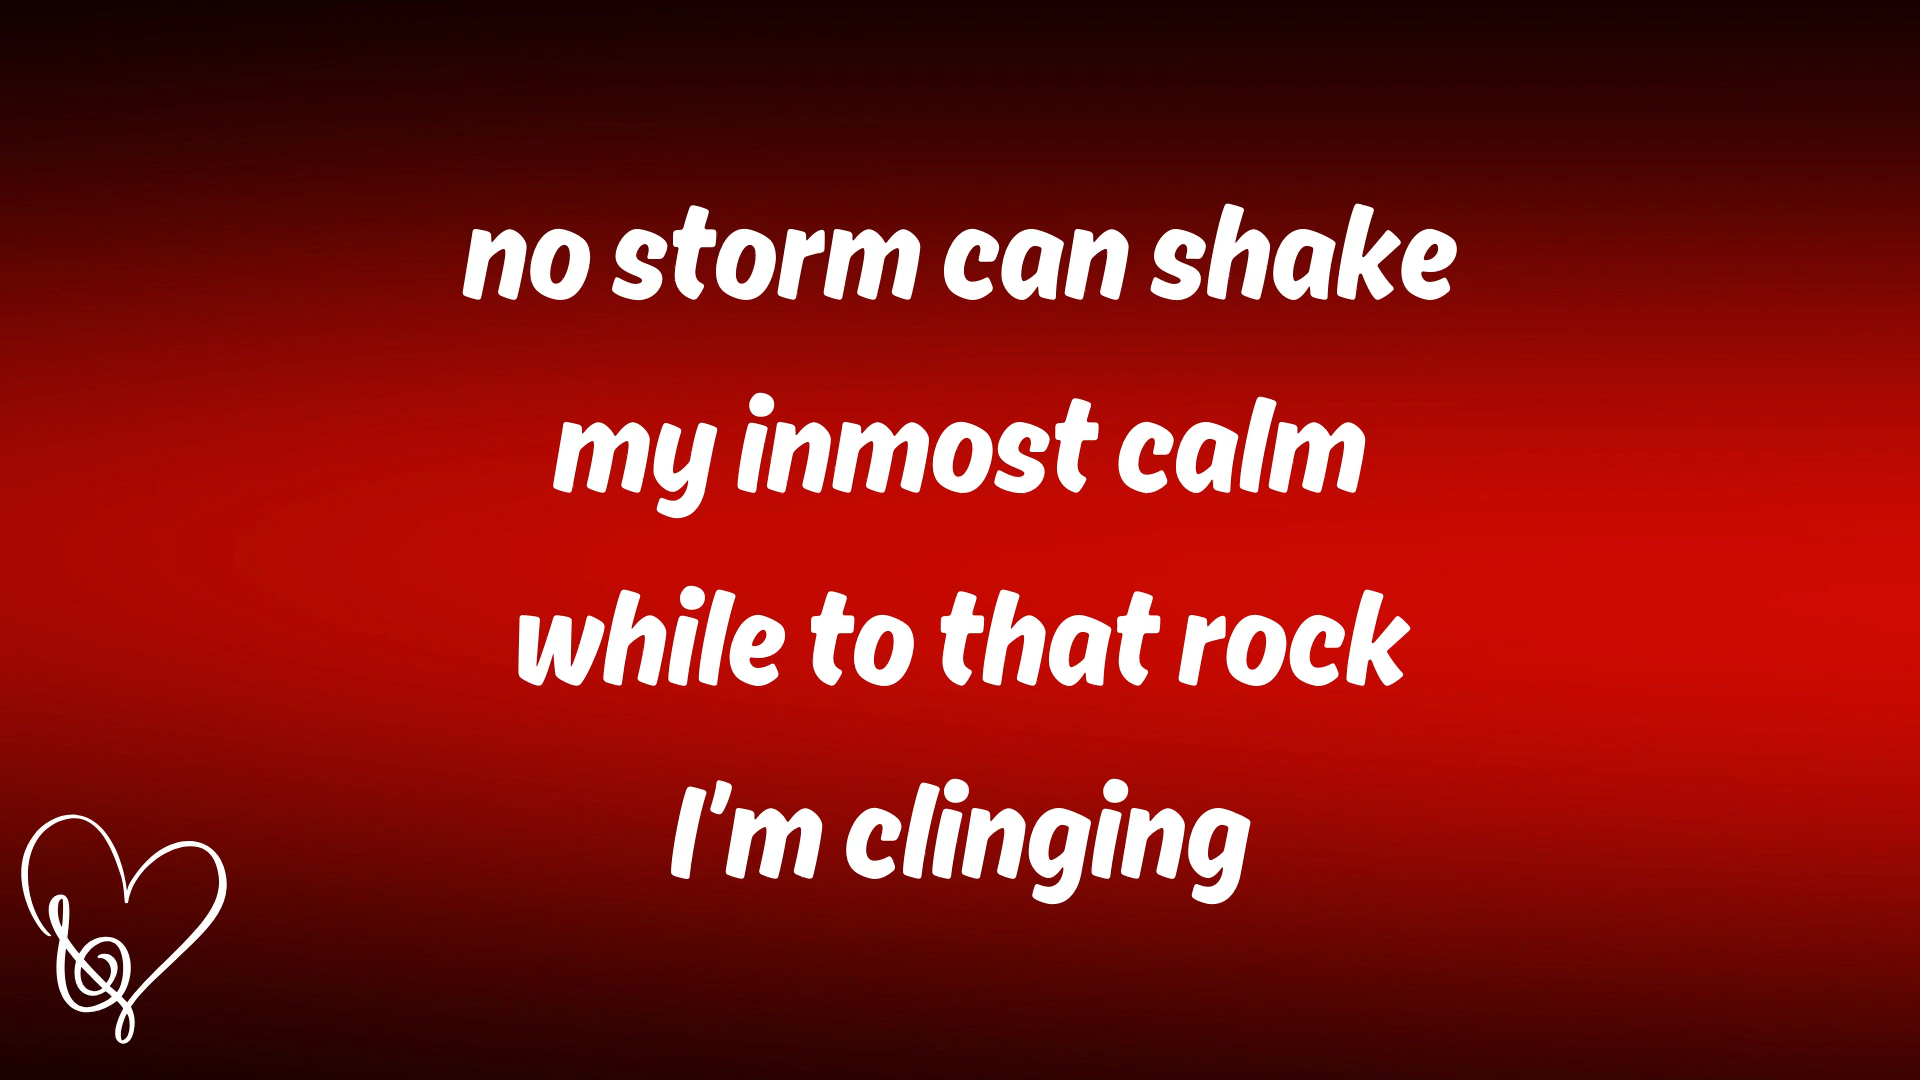 no storm can shake
my inmost calm
while to that rock
I'm clinging